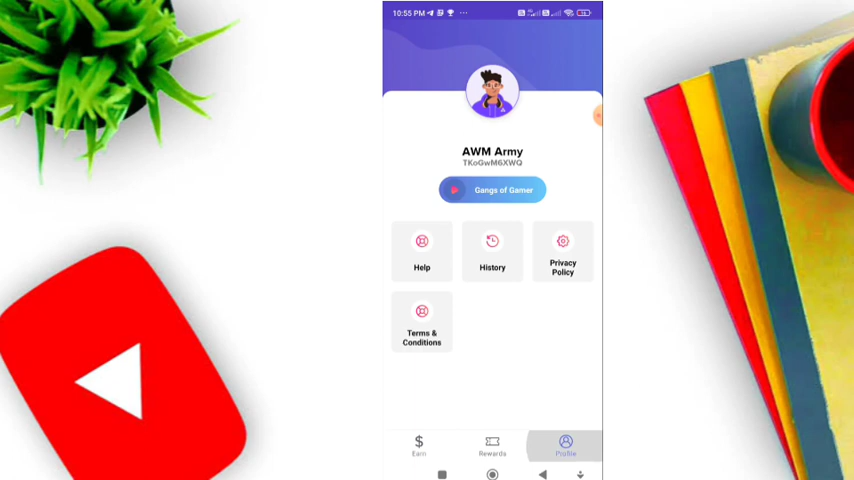 10:55 PM
AWM Army
TKoGwM6XWQ
Gangs of Gamer
Help
History
Privacy
Policy
Terms &
Conditions
Earn
Rewards
Profile